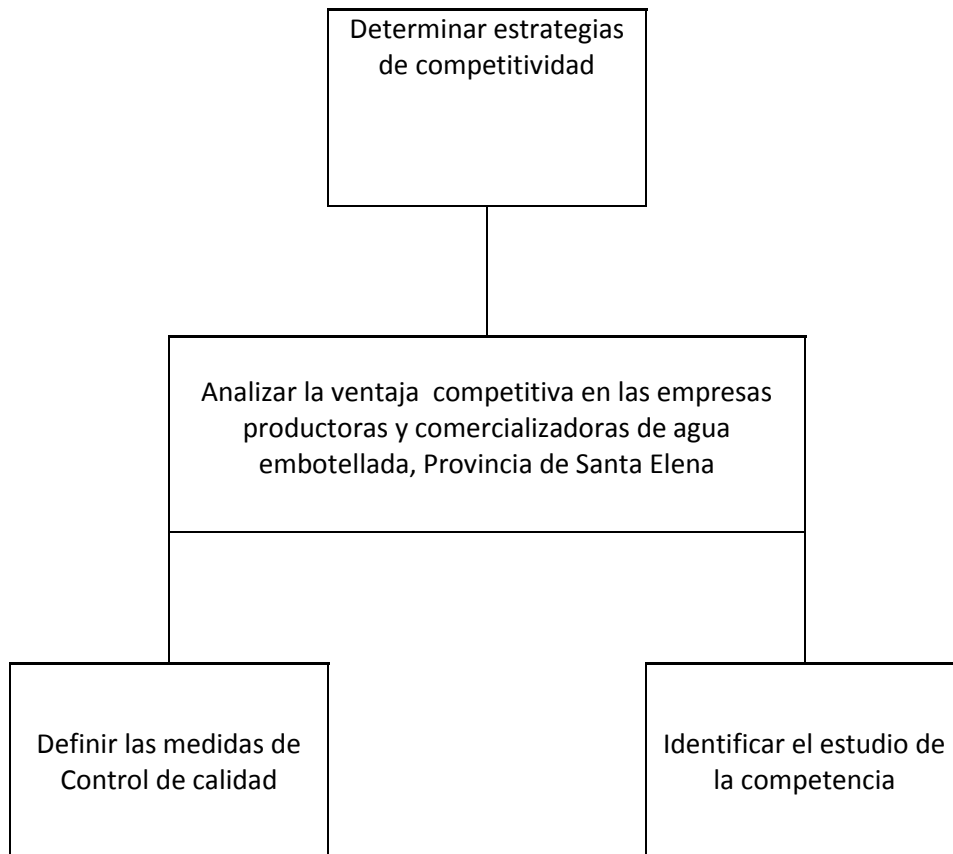 Determinar estrategias
de competitividad
Analizar la ventaja  competitiva en las empresas
productoras y comercializadoras de agua
embotellada, Provincia de Santa Elena
Definir las medidas de
Control de calidad
Identificar el estudio de
la competencia